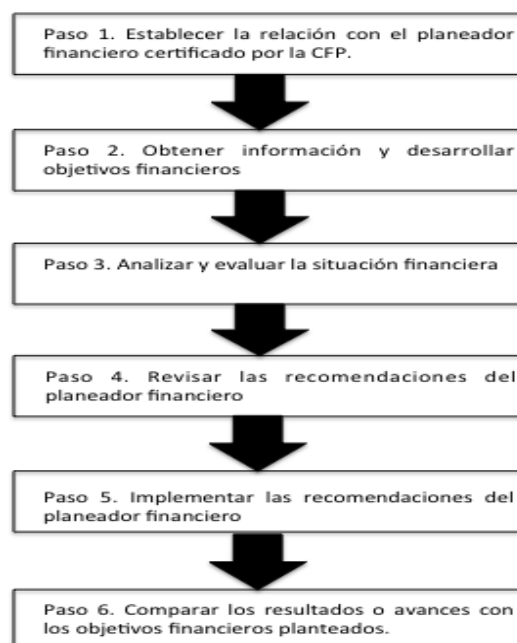 Paso 1. Establecer la relación con el planeador
financiero certificado por la CFP.
Paso 2. Obtener información y desarrollar
objetivos financieros
Paso 3. Analizar y evaluar la situación financiera
Paso 4. Revisar las recomendaciones del
planeador financiero
Paso 5. Implementar las recomendaciones del
planeador financiero
Paso 6. Comparar los resultados o avances con
los objetivos financieros planteados.